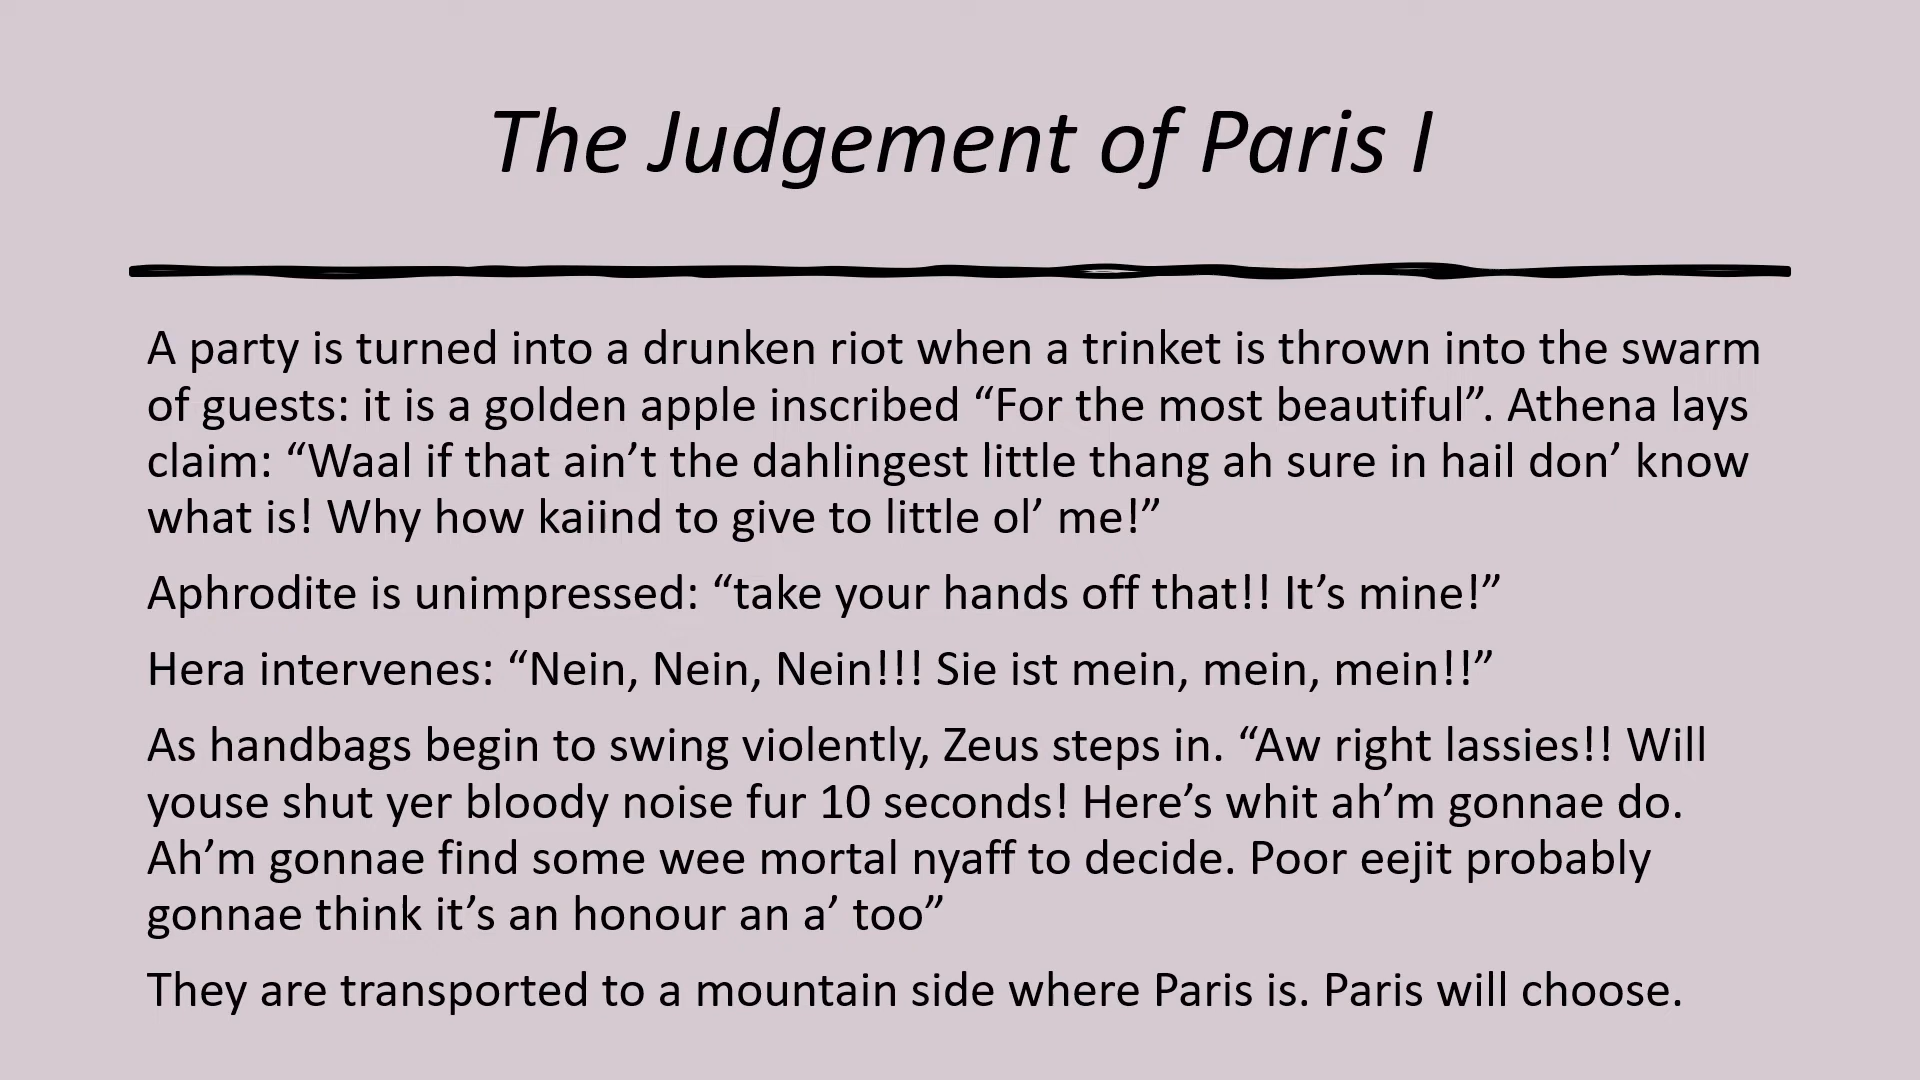 The Judgement of Paris I
A party is turned into a drunken riot when a trinket is thrown into the swarm
of guests: it is a golden apple inscribed “For the most beautiful”. Athena lays
claim: “Waal if that ain’t the dahlingest little thang ah sure in hail don’ know
what is! Why how kaiind to give to little ol’ me!”
Aphrodite is unimpressed: “take your hands off that!! It’s mine!”
Hera intervenes: “Nein, Nein, Nein!!! Sie ist mein, mein, mein!!”
As handbags begin to swing violently, Zeus steps in. “Aw right lassies!! Will
youse shut yer bloody noise fur 10 seconds! Here’s whit ah’m gonnae do.
Ah’m gonnae find some wee mortal nyaff to decide. Poor eejit probably
gonnae think it’s an honour an a’ too”
They are transported to a mountain side where Paris is. Paris will choose.